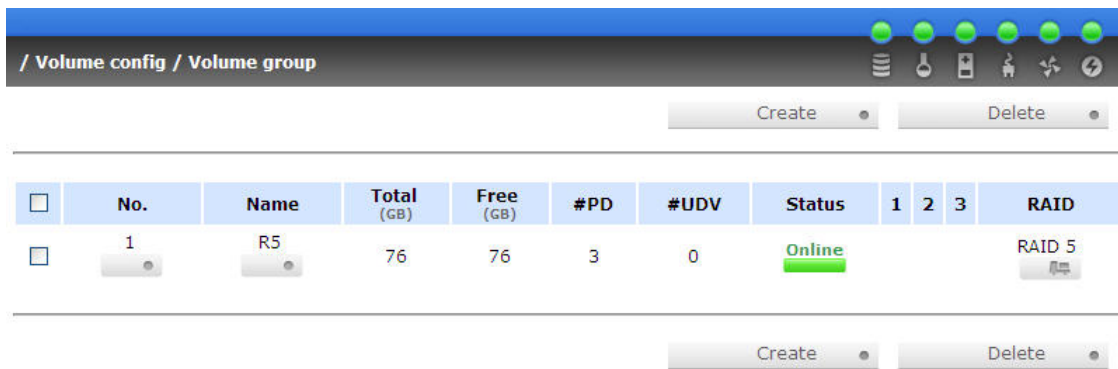 / Volume config / Volume group
Create Delete
No. Name Total (GB) Free (GB) #PD #UDV Status 1 2 3 RAID
1 R5 76 76 3 0 Online RAID 5
Create Delete